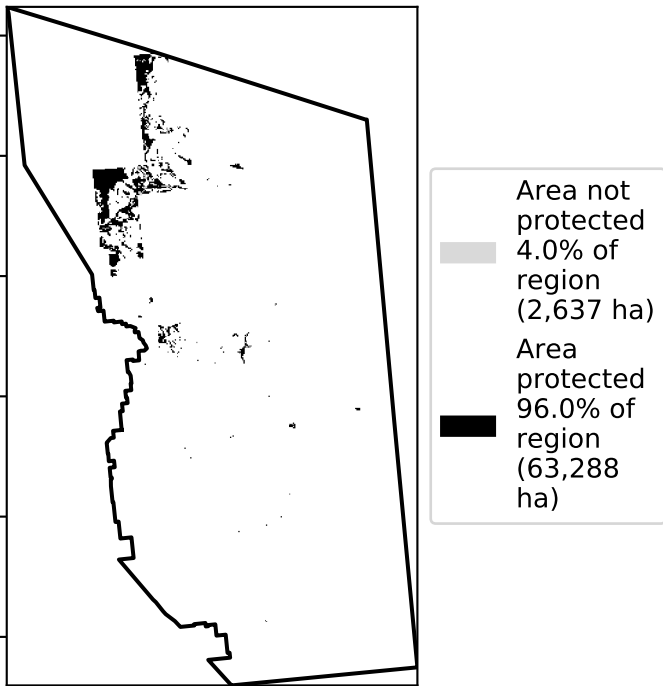 Area not
protected
4.0% of
region
(2,637 ha)
Area
protected
96.0% of
region
(63,288
ha)